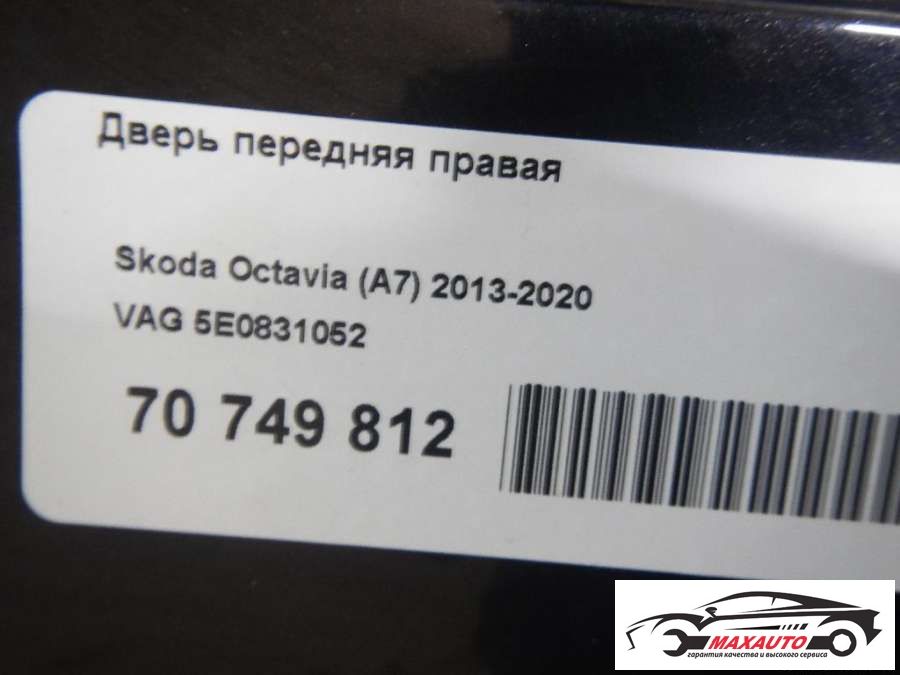 Дверь передняя правая
Skoda Octavia (A7) 2013-2020
VAG 5E0831052
70 749 812
MAXAUTO
гарантия качества и высокого сервиса